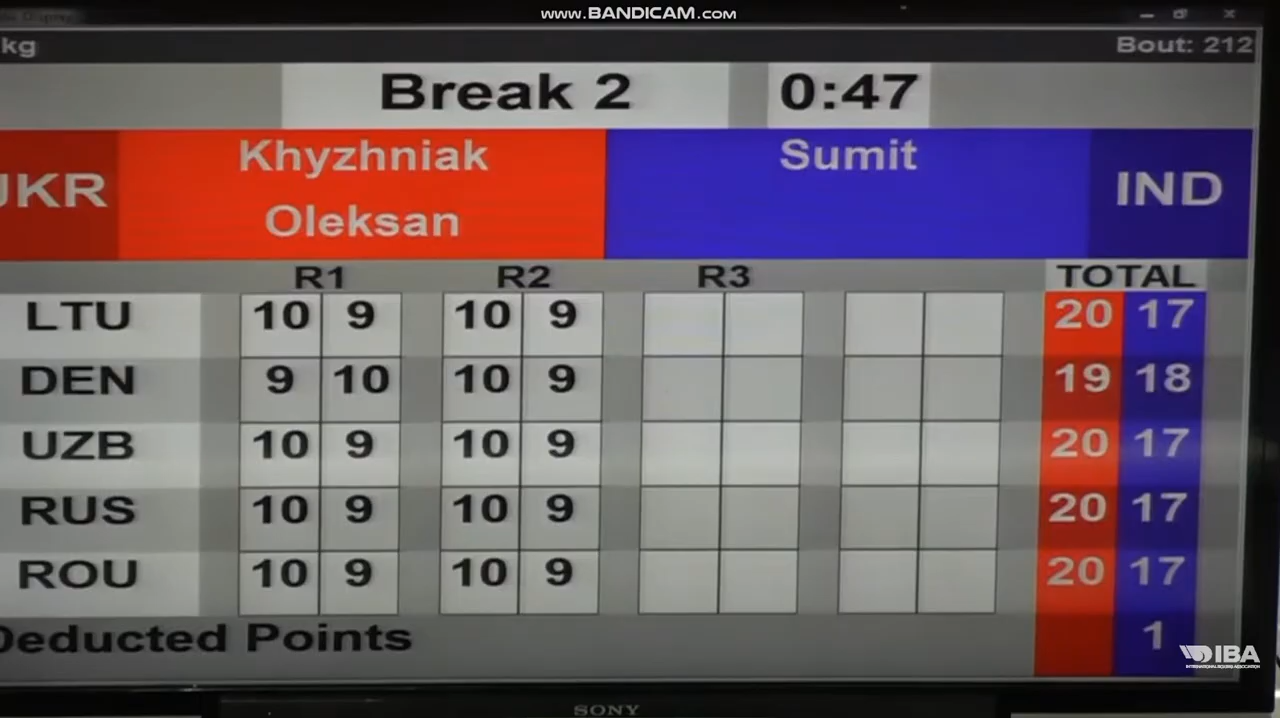 www.BANDICAM.com
kg Bout: 212
Break 2 0:47
UKR Khyzhniak Oleksan Sumit IND
R1 R2 R3 TOTAL
LTU 10 9 10 9 20 17
DEN 9 10 10 9 19 18
UZB 10 9 10 9 20 17
RUS 10 9 10 9 20 17
ROU 10 9 10 9 20 17
Deducted Points 1
IBA
INTERNATIONAL BOXING ASSOCIATION
SONY